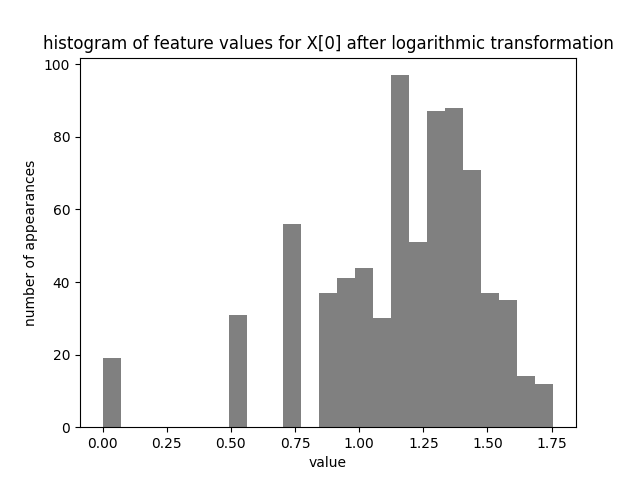 histogram of feature values for X[0] after logarithmic transformation
100
80
60
40
20
0
number of appearances
0.00 0.25 0.50 0.75 1.00 1.25 1.50 1.75
value